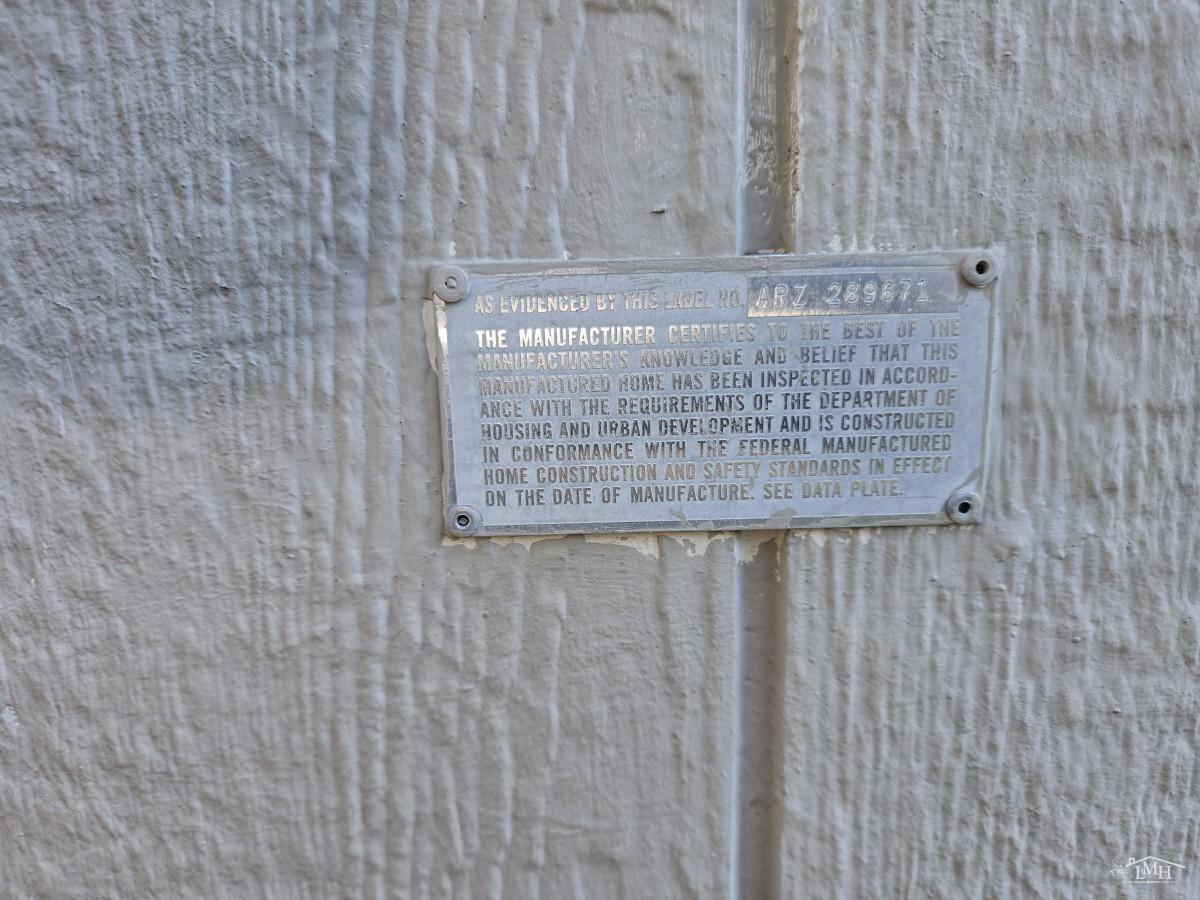 AS EVIDENCED BY THIS LABEL NO. ARZ 289671
THE MANUFACTURER CERTIFIES TO THE BEST OF THE
MANUFACTURER'S KNOWLEDGE AND BELIEF THAT THIS
MANUFACTURED HOME HAS BEEN INSPECTED IN ACCORD-
ANCE WITH THE REQUIREMENTS OF THE DEPARTMENT OF
HOUSING AND URBAN DEVELOPMENT AND IS CONSTRUCTED
IN CONFORMANCE WITH THE FEDERAL MANUFACTURED
HOME CONSTRUCTION AND SAFETY STANDARDS IN EFFECT
ON THE DATE OF MANUFACTURE. SEE DATA PLATE.
LMH